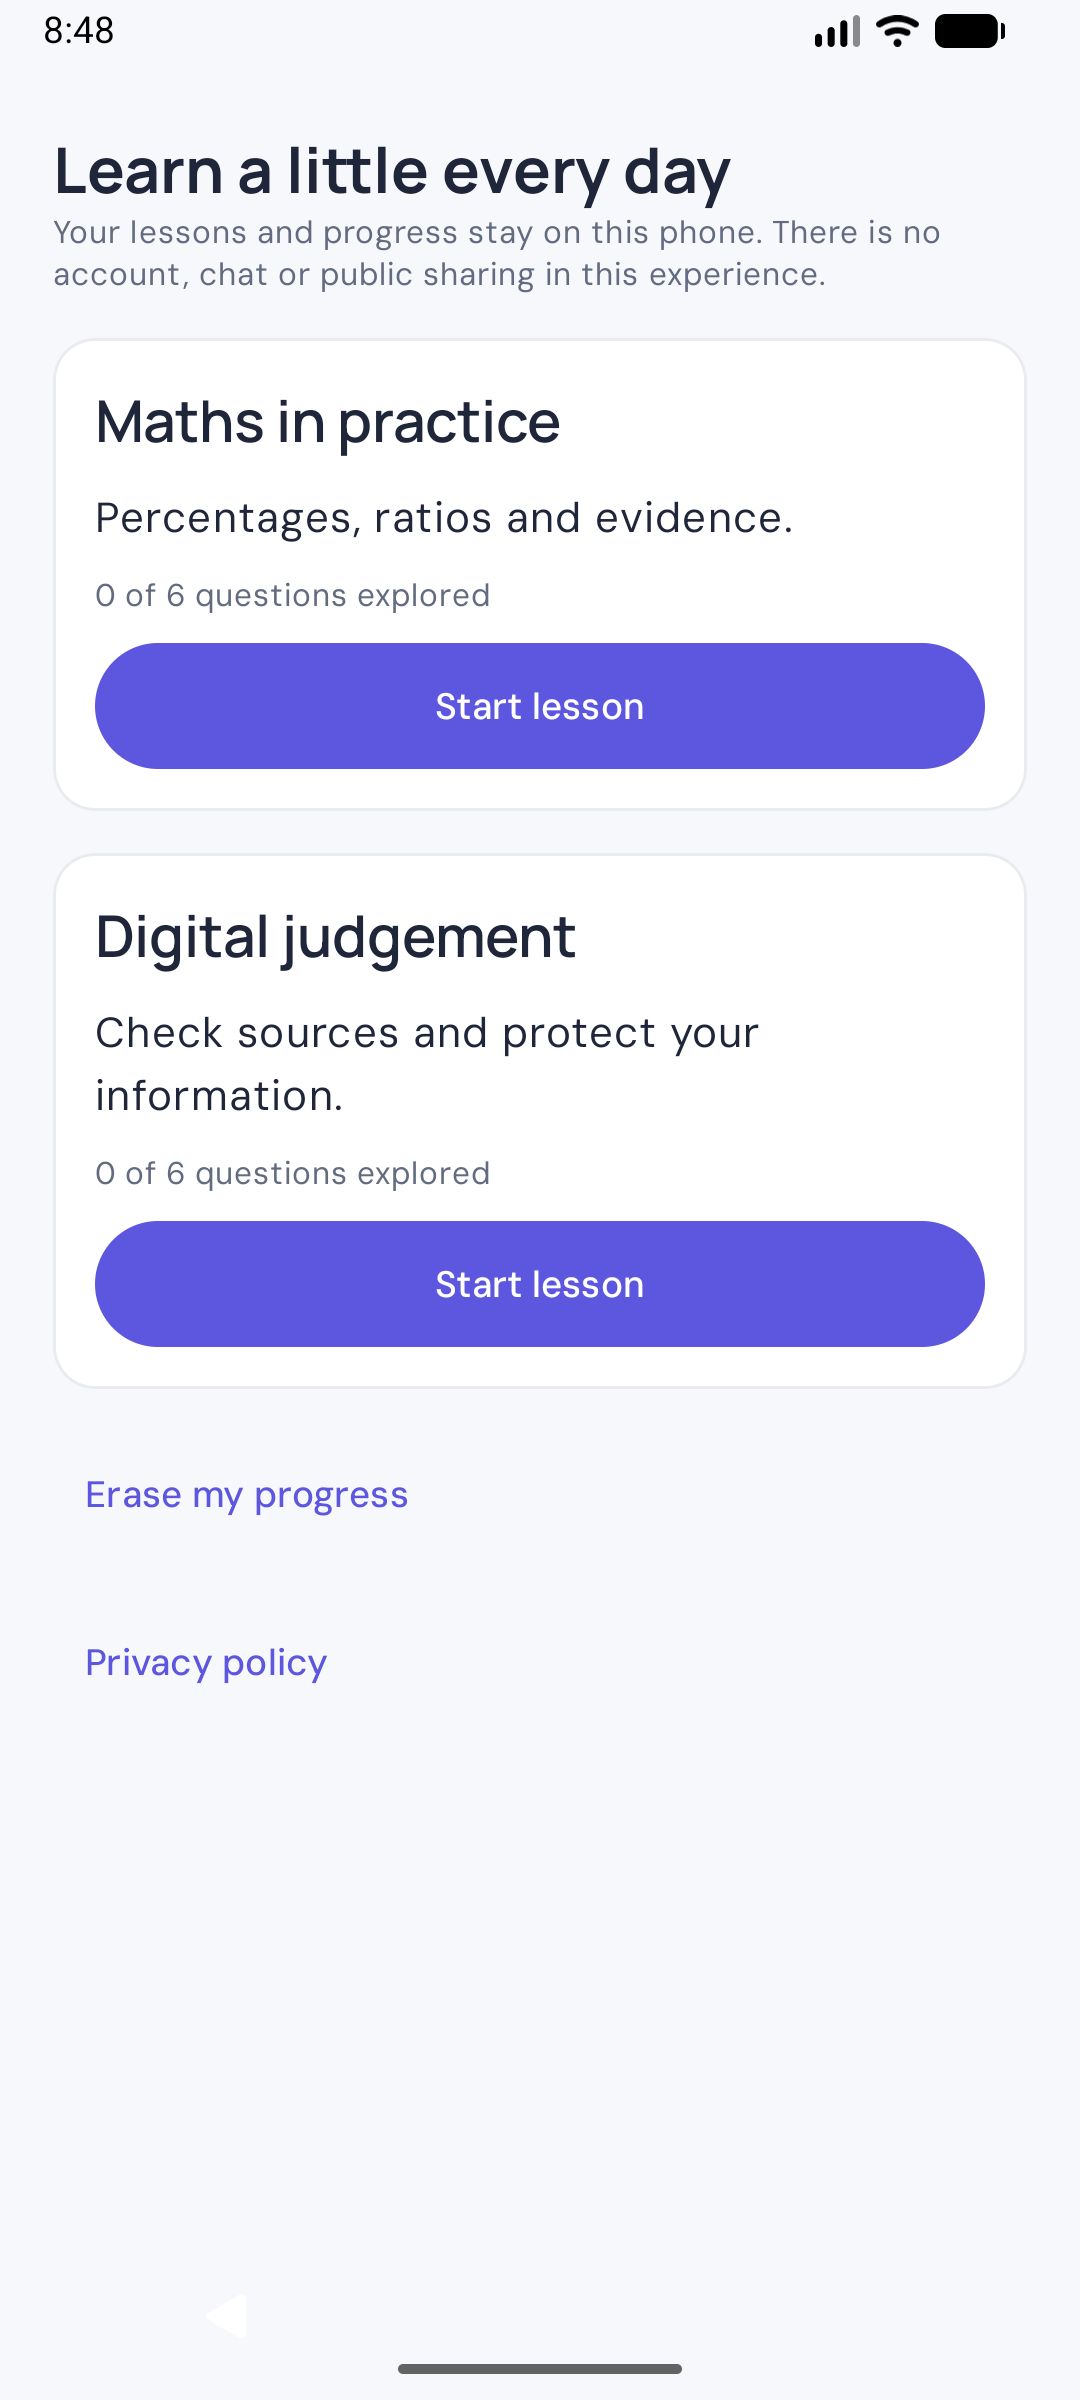 8:48
Learn a little every day
Your lessons and progress stay on this phone. There is no
account, chat or public sharing in this experience.
Maths in practice
Percentages, ratios and evidence.
0 of 6 questions explored
Start lesson
Digital judgement
Check sources and protect your
information.
0 of 6 questions explored
Start lesson
Erase my progress
Privacy policy